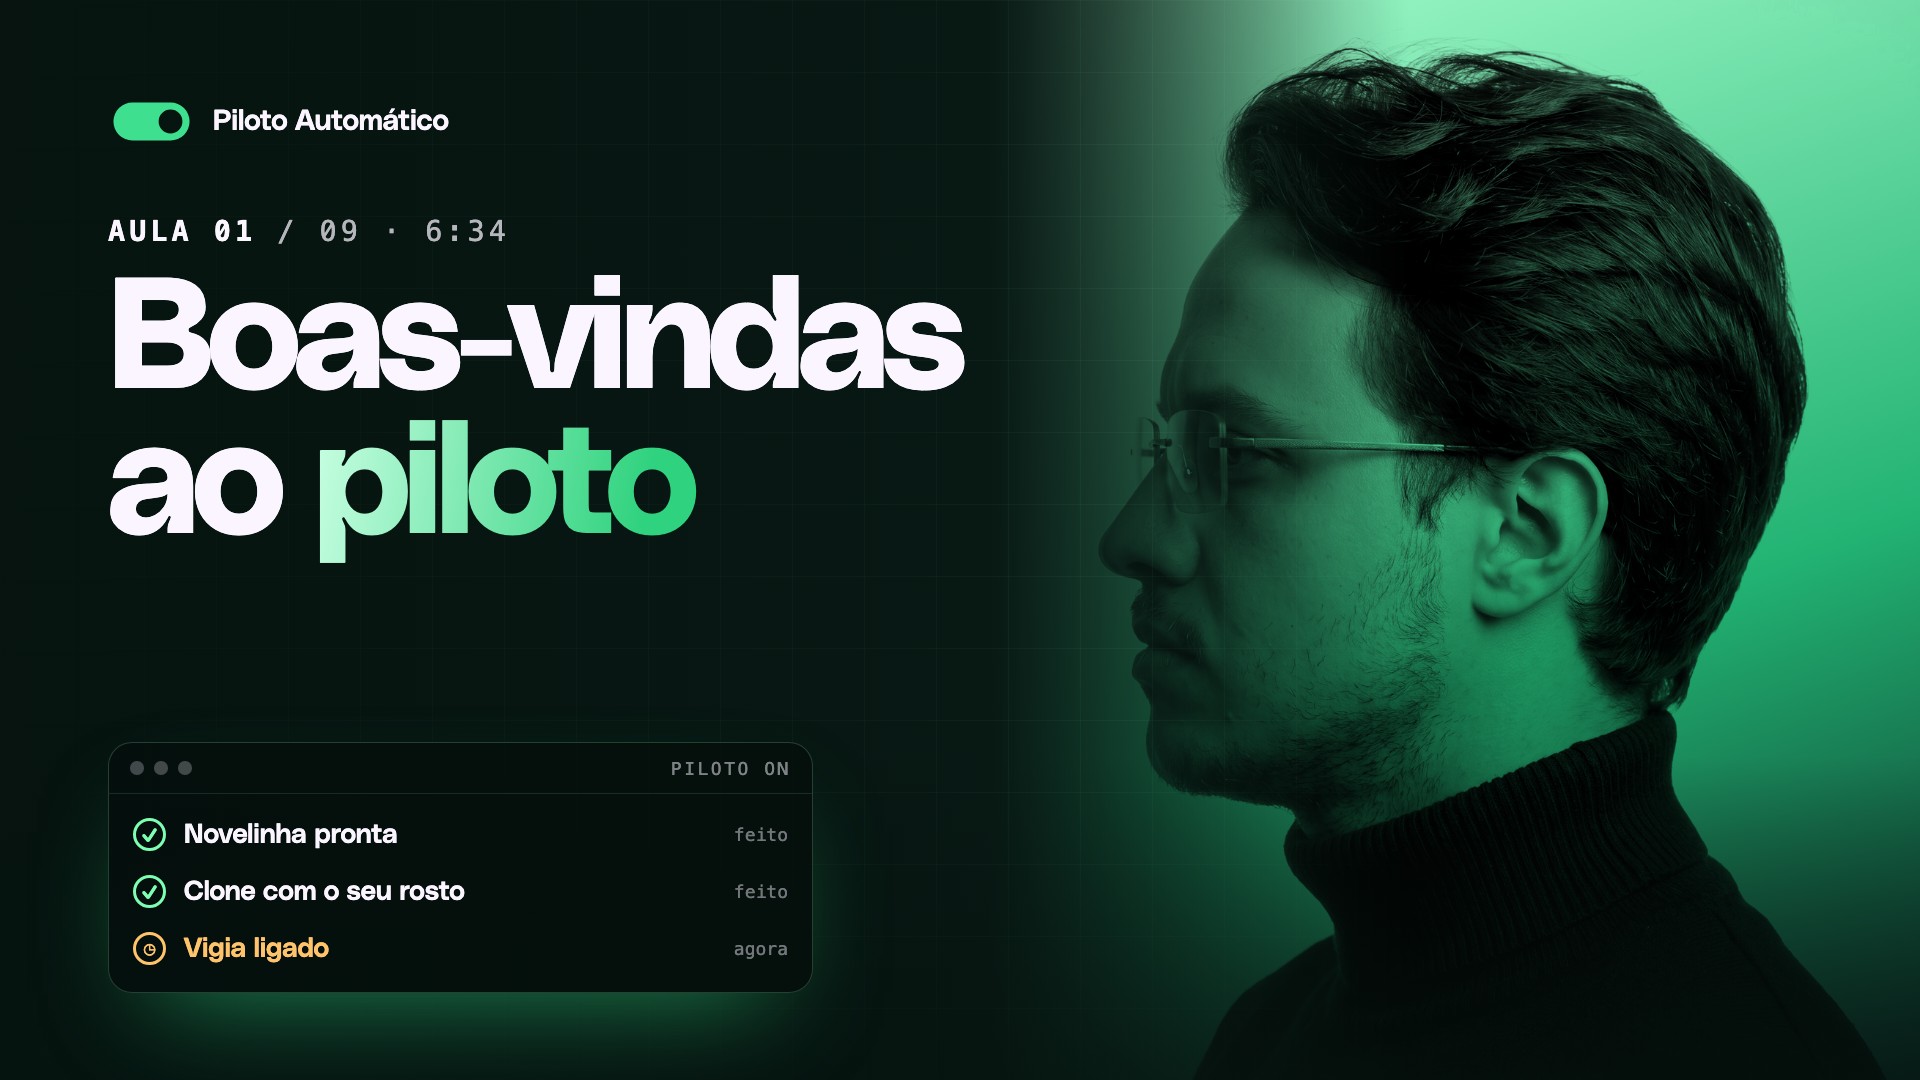 Piloto Automático
AULA 01 / 09 · 6:34
Boas-vindas
ao piloto
PILOTO ON
Novelinha pronta feito
Clone com o seu rosto feito
Vigia ligado agora